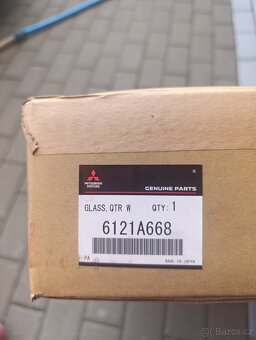 MITSUBISHI
MOTORS
GENUINE PARTS
GLASS,QTR W QTY:1
6121A668
PA
MADE IN JAPAN
bazos.cz